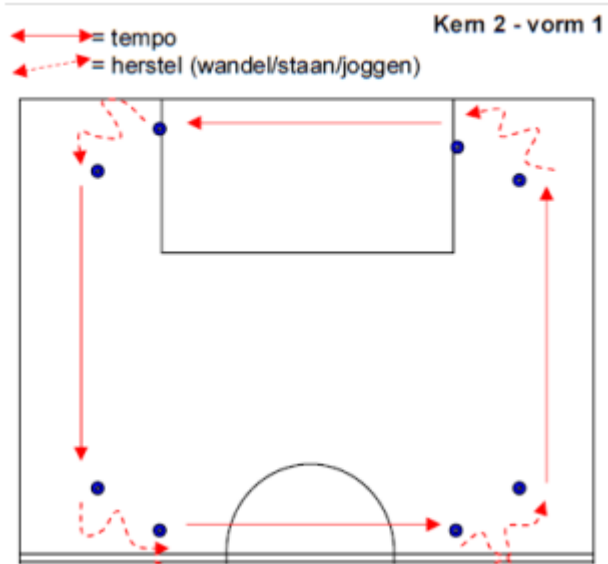 Kern 2 - vorm 1
= tempo
= herstel (wandel/staan/joggen)